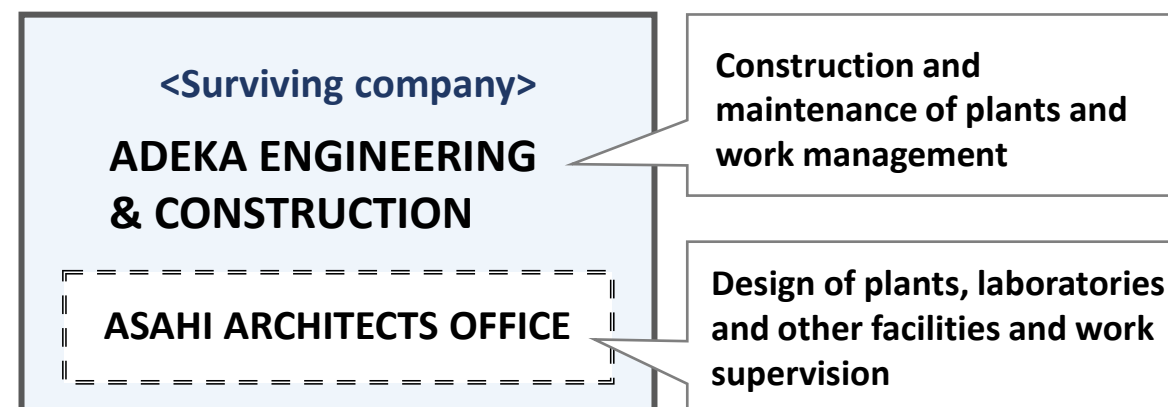 <Surviving company>
ADEKA ENGINEERING
& CONSTRUCTION
Construction and
maintenance of plants and
work management
ASAHI ARCHITECTS OFFICE
Design of plants, laboratories
and other facilities and work
supervision